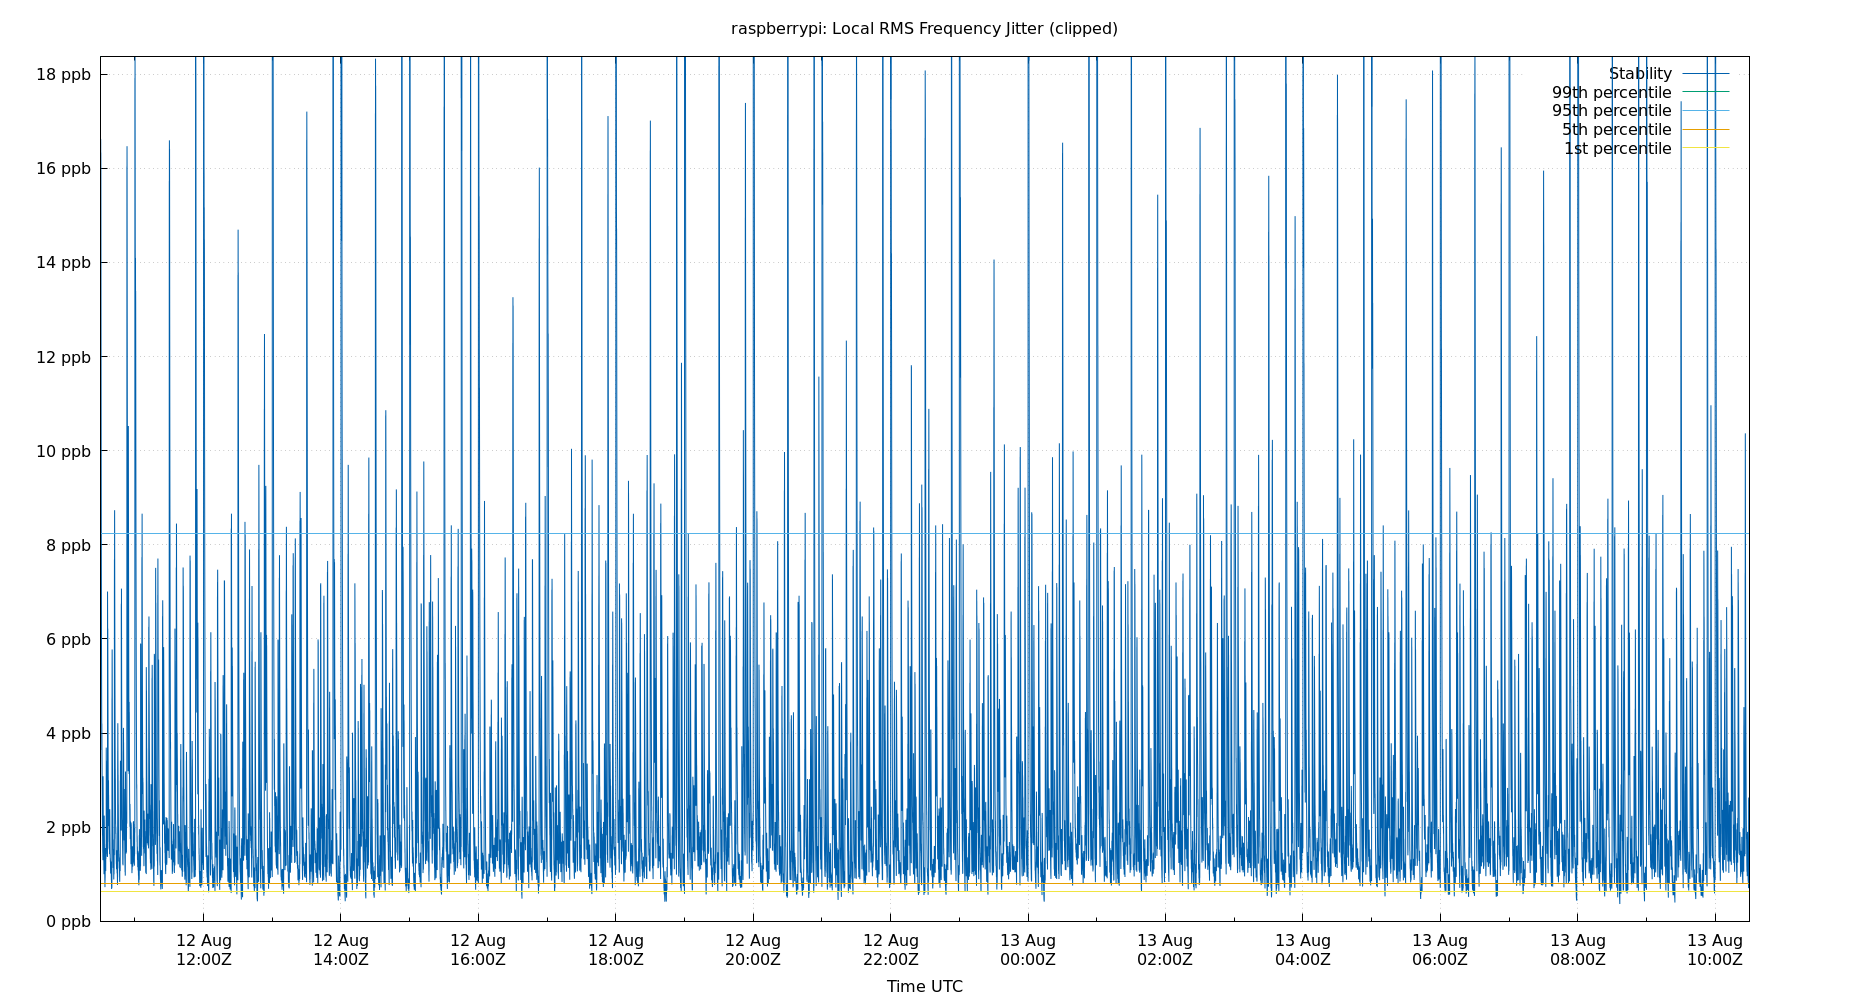 raspberrypi: Local RMS Frequency Jitter (clipped)
18 ppb
16 ppb
14 ppb
12 ppb
10 ppb
8 ppb
6 ppb
4 ppb
2 ppb
0 ppb
Stability
99th percentile
95th percentile
5th percentile
1st percentile
12 Aug 12 Aug 12 Aug 12 Aug 12 Aug 12 Aug 13 Aug 13 Aug 13 Aug 13 Aug 13 Aug 13 Aug
12:00Z 14:00Z 16:00Z 18:00Z 20:00Z 22:00Z 00:00Z 02:00Z 04:00Z 06:00Z 08:00Z 10:00Z
Time UTC